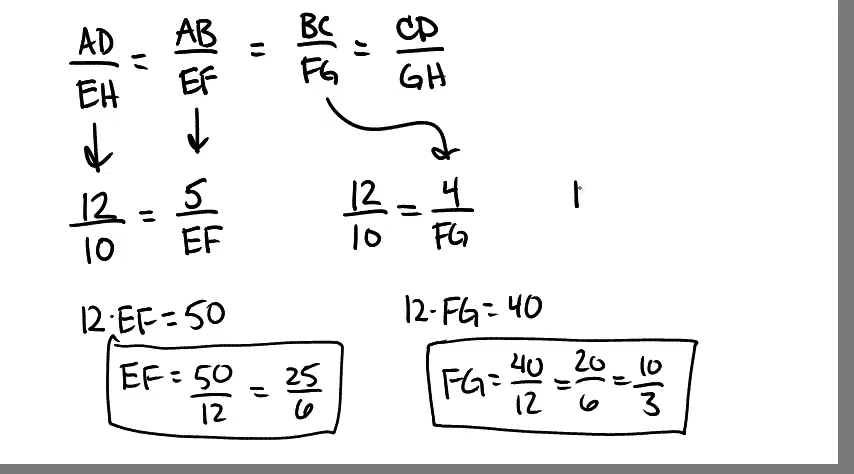 AD/EH = AB/EF = BC/FG = CD/GH
12/10 = 5/EF 12/10 = 4/FG 1
12·EF = 50 12·FG = 40
EF = 50/12 = 25/6 FG = 40/12 = 20/6 = 10/3